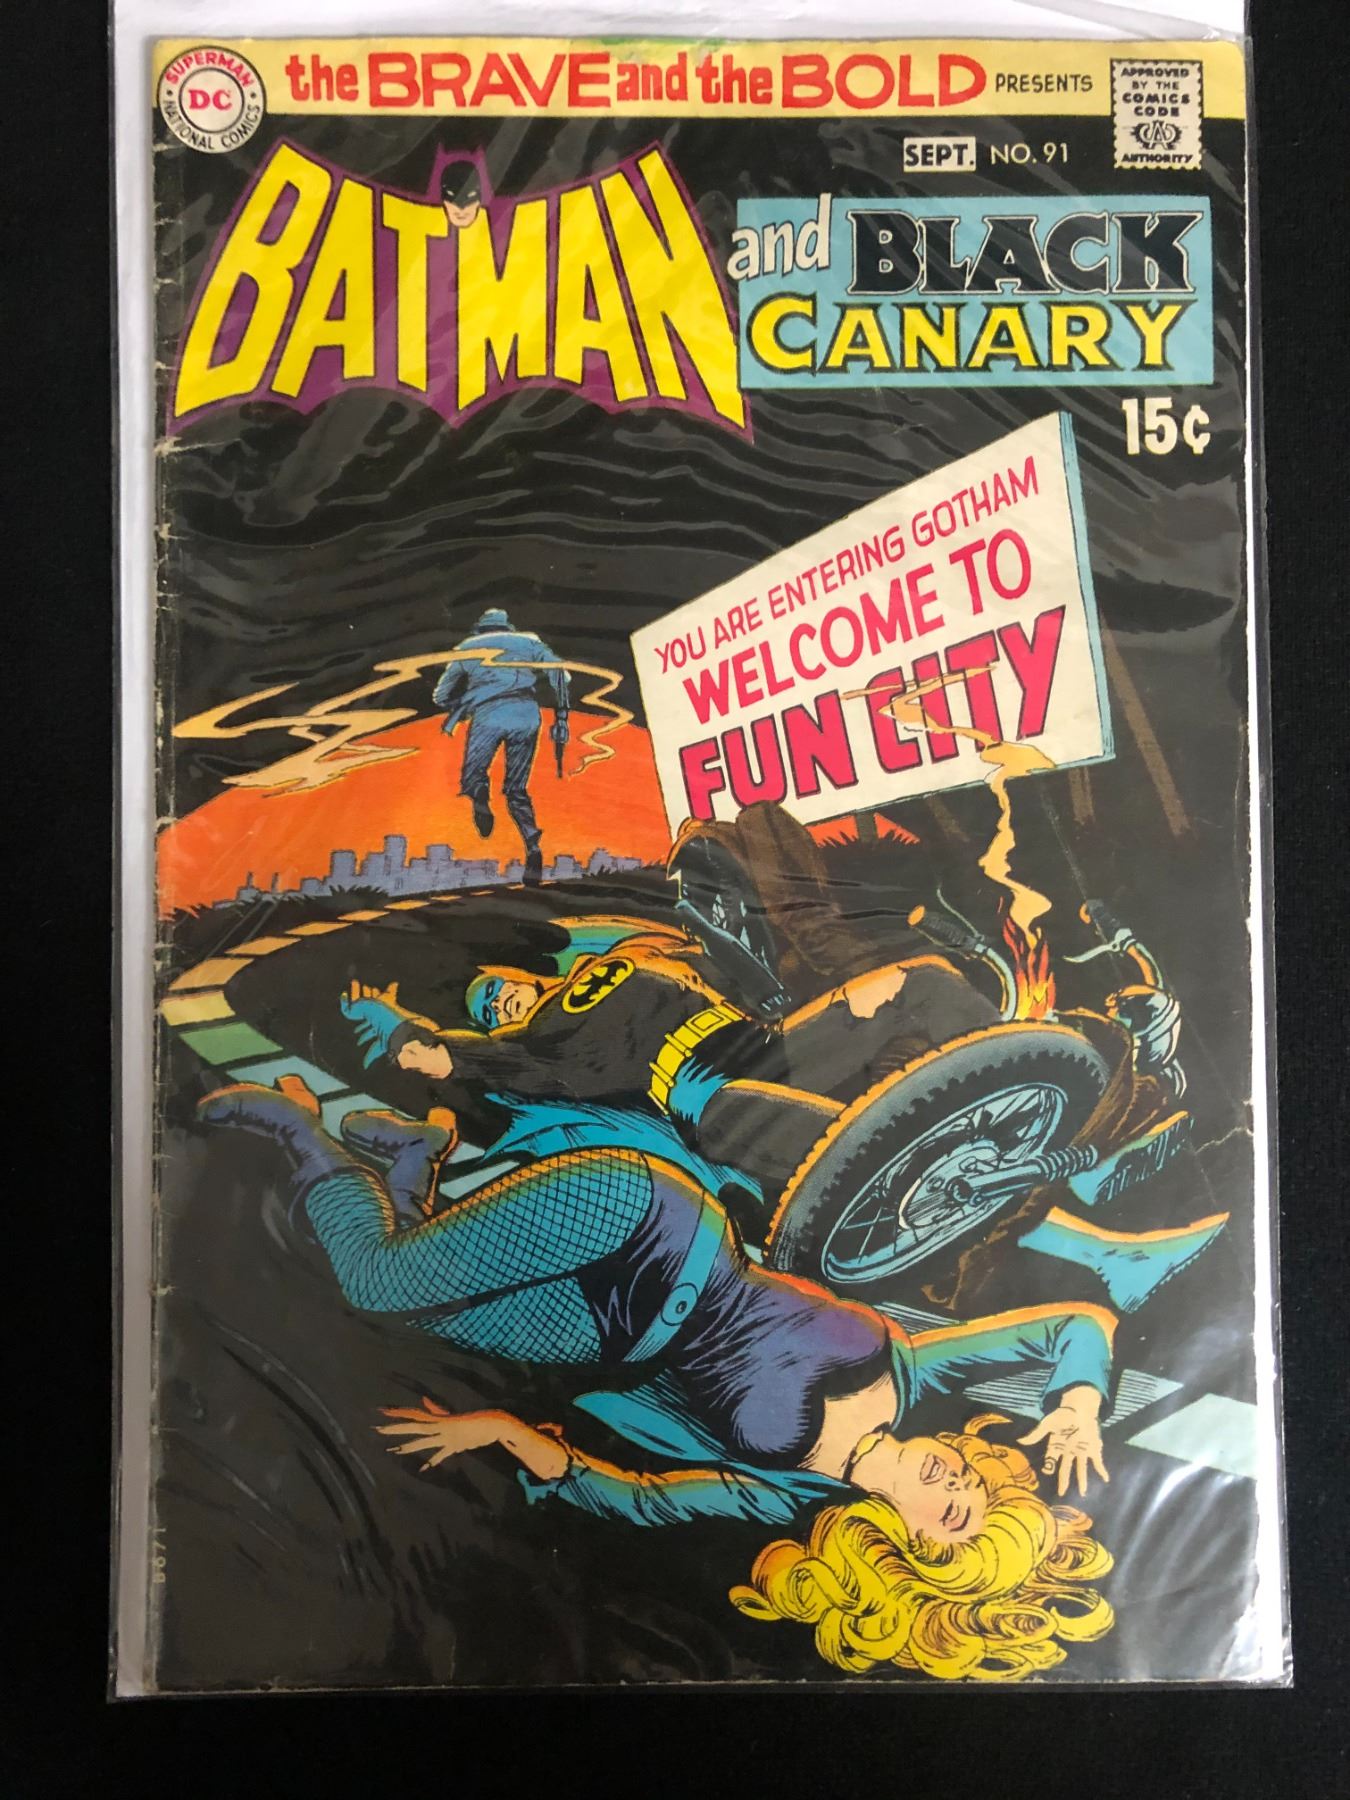 SUPERMAN
DC
NATIONAL COMICS
the BRAVE and the BOLD PRESENTS
APPROVED
BY THE
COMICS
CODE
AUTHORITY
SEPT. NO. 91
BATMAN
and BLACK
CANARY
15¢
YOU ARE ENTERING GOTHAM
WELCOME TO
FUN CITY
B-671